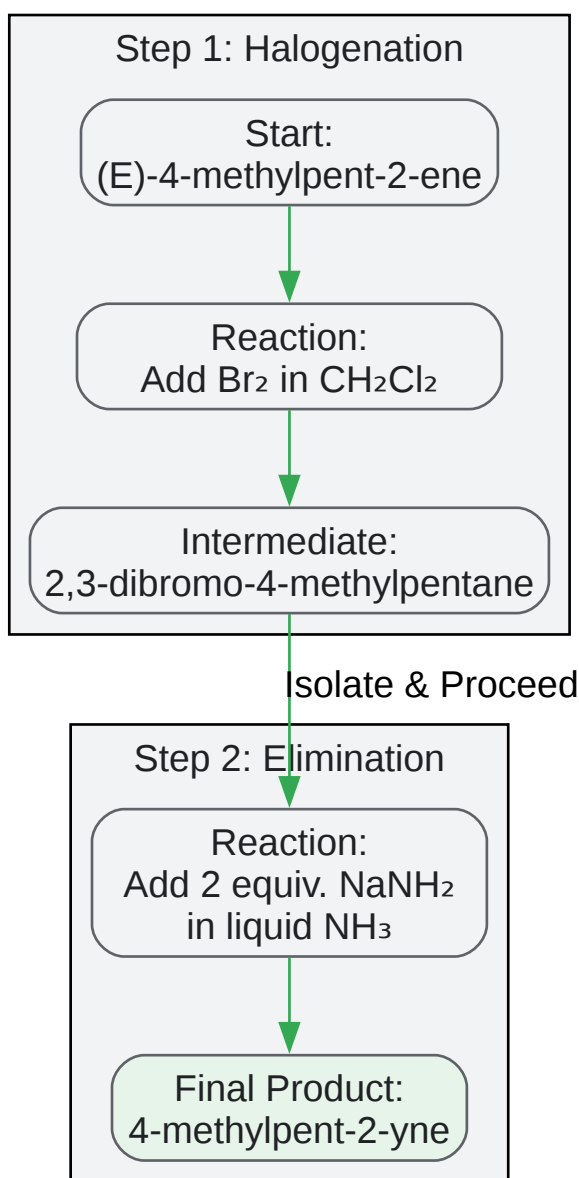 Step 1: Halogenation
Start:
(E)-4-methylpent-2-ene
Reaction:
Add Br₂ in CH₂Cl₂
Intermediate:
2,3-dibromo-4-methylpentane
Isolate & Proceed
Step 2: Elimination
Reaction:
Add 2 equiv. NaNH₂
in liquid NH₃
Final Product:
4-methylpent-2-yne